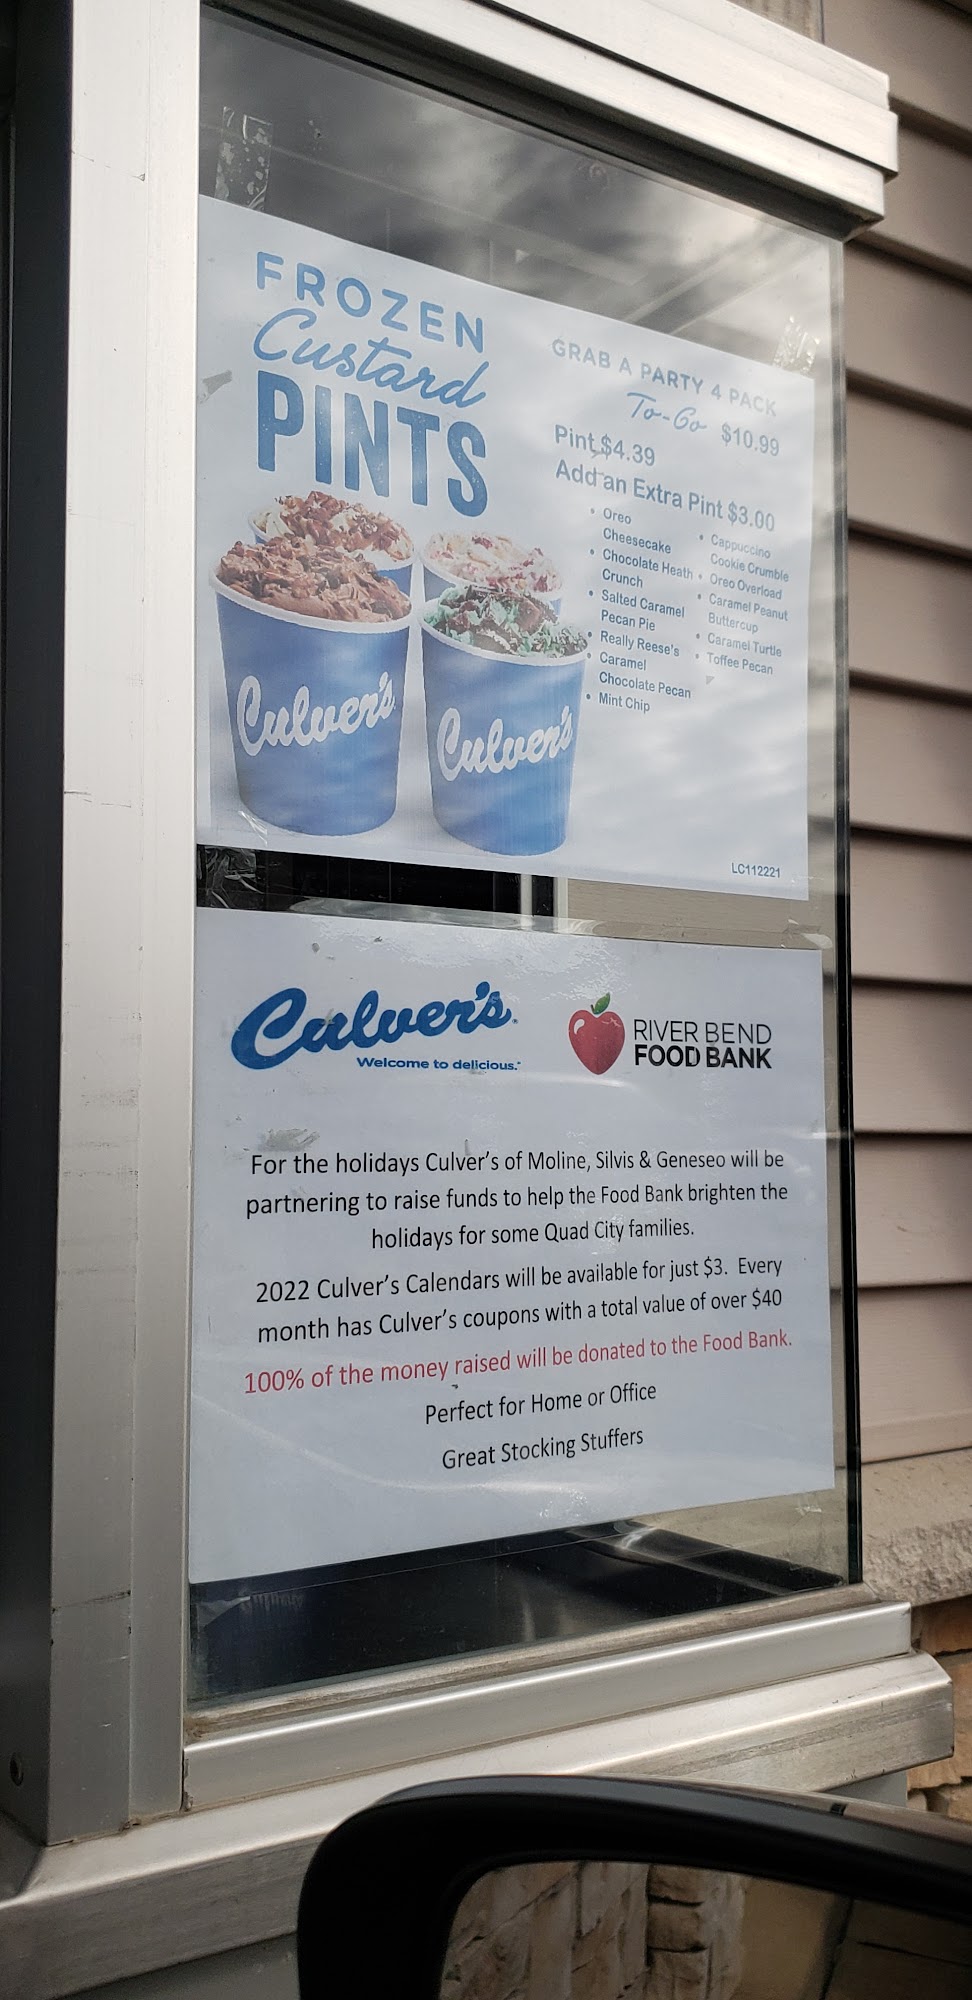 FROZEN
Custard
PINTS
GRAB A PARTY 4 PACK
To-Go $10.99
Pint $4.39
Add an Extra Pint $3.00
• Oreo
Cheesecake
• Chocolate Heath
Crunch
• Salted Caramel
Pecan Pie
• Really Reese's
• Caramel
Chocolate Pecan
• Mint Chip
• Cappuccino
Cookie Crumble
• Oreo Overload
• Caramel Peanut
Buttercup
• Caramel Turtle
• Toffee Pecan
Culver's
Culver's
LC112221
Culver's
Welcome to delicious.
RIVER BEND
FOOD BANK
For the holidays Culver's of Moline, Silvis & Geneseo will be
partnering to raise funds to help the Food Bank brighten the
holidays for some Quad City families.
2022 Culver's Calendars will be available for just $3. Every
month has Culver's coupons with a total value of over $40
100% of the money raised will be donated to the Food Bank.
Perfect for Home or Office
Great Stocking Stuffers